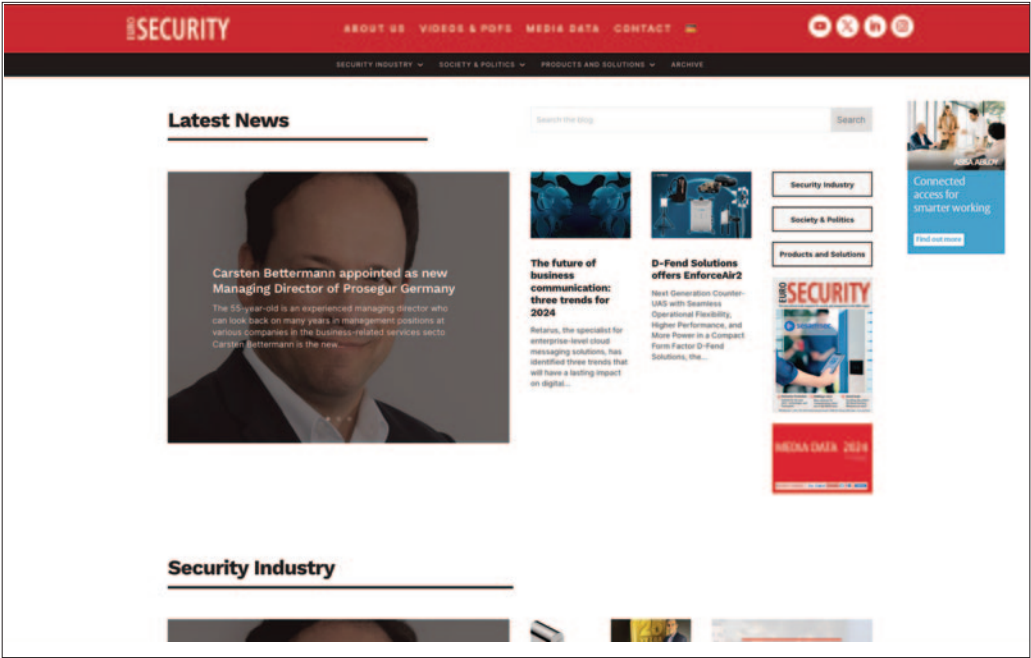 EURO SECURITY
ABOUT US VIDEOS & PDFS MEDIA DATA CONTACT
SECURITY INDUSTRY SOCIETY & POLITICS PRODUCTS AND SOLUTIONS ARCHIVE
Latest News
Search the blog
Search
Carsten Bettermann appointed as new
Managing Director of Prosegur Germany
The 55-year-old is an experienced managing director who
can look back on many years in management positions at
various companies in the business-related services secto
Carsten Bettermann is the new...
The future of
business
communication:
three trends for
2024
Retarus, the specialist for
enterprise-level cloud
messaging solutions, has
identified three trends that
will have a lasting impact
on digital...
D-Fend Solutions
offers EnforceAir2
Next Generation Counter-
UAS with Seamless
Operational Flexibility,
Higher Performance, and
More Power in a Compact
Form Factor D-Fend
Solutions, the...
Security Industry
Society & Politics
Products and Solutions
EURO SECURITY
MEDIA DATA 2024
ASSA ABLOY
Connected
access for
smarter working
Find out more
Security Industry